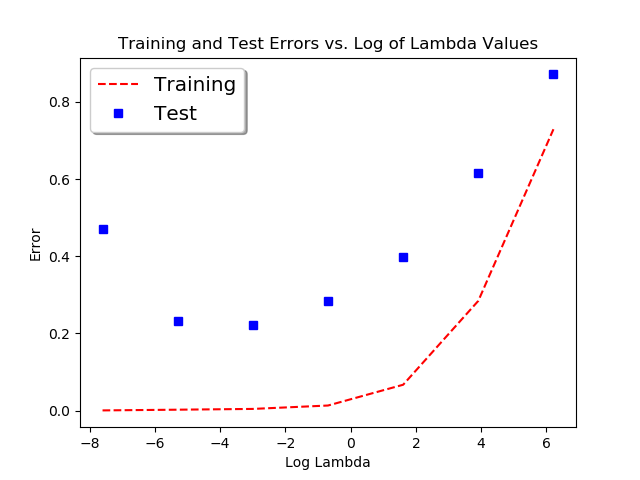 Training and Test Errors vs. Log of Lambda Values
Training
Test
0.8
0.6
0.4
0.2
0.0
Error
−8 −6 −4 −2 0 2 4 6
Log Lambda